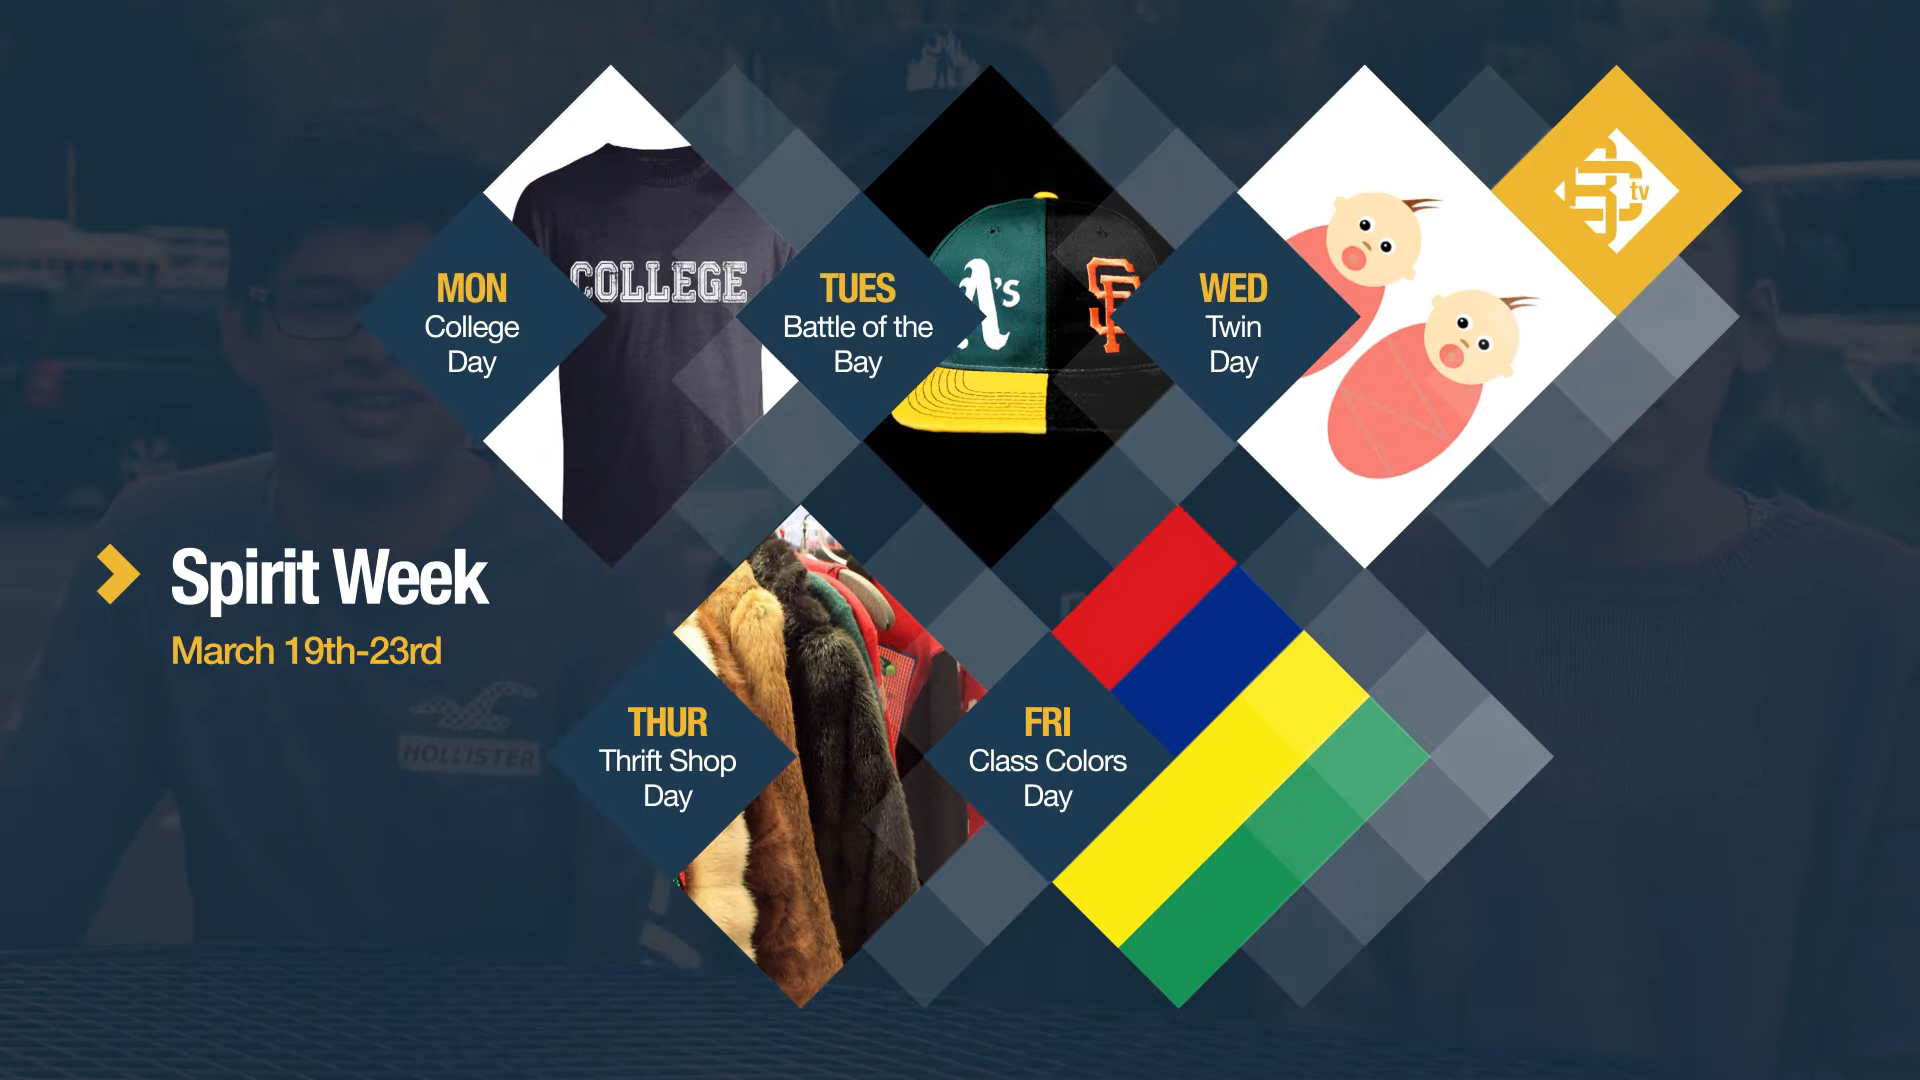 COLLEGE
MON
College
Day
A's
SF
TUES
Battle of the
Bay
WED
Twin
Day
tv
Spirit Week
March 19th-23rd
HOLLISTER
THUR
Thrift Shop
Day
FRI
Class Colors
Day